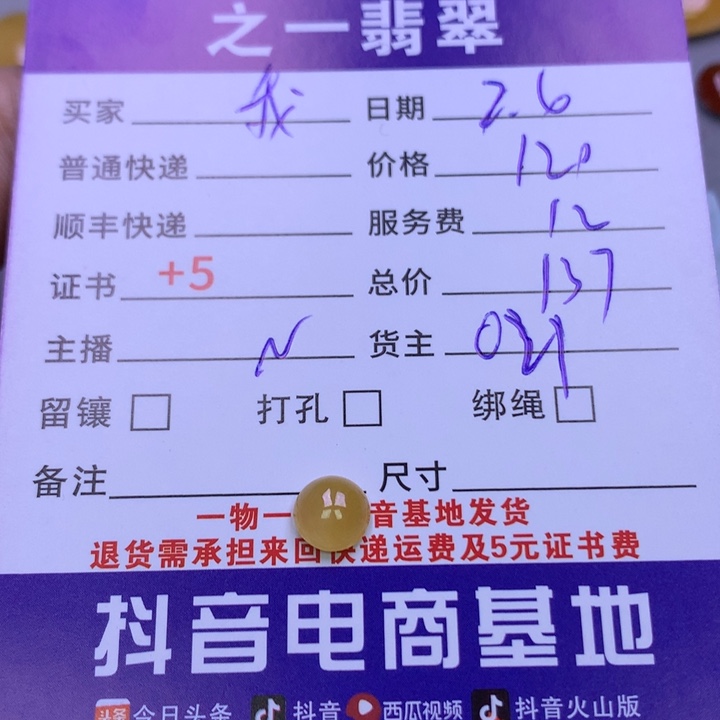 之一翡翠
买家 我 日期 2.6
普通快递 价格 120
顺丰快递 服务费 12
证书 +5 总价 137
主播 N 货主
留镶 打孔 绑绳
备注 尺寸
一物一 音基地发货
退货需承担来回快递运费及5元证书费
抖音电商基地
头条 今日头条 抖音 西瓜视频 抖音火山版